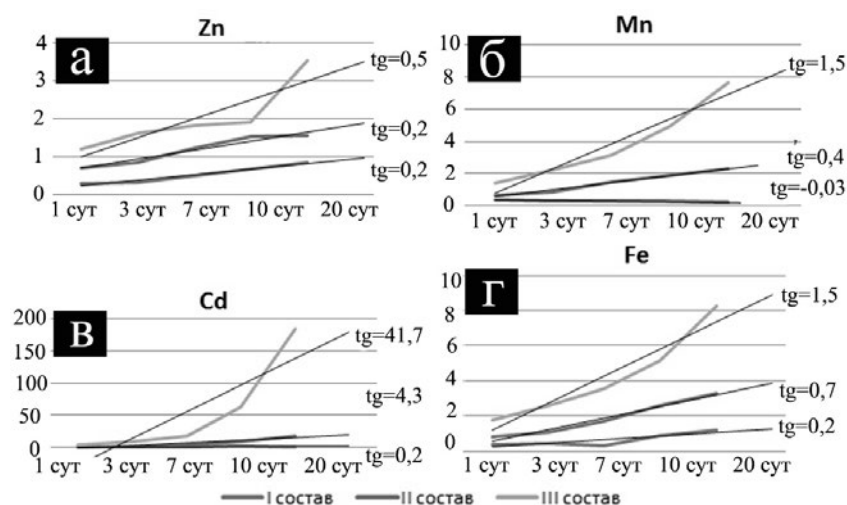 Zn
а
4
3
2
1
0
tg=0,5
tg=0,2
tg=0,2
1 сут 3 сут 7 сут 10 сут 20 сут
Mn
б
10
8
6
4
2
0
tg=1,5
tg=0,4
tg=-0,03
1 сут 3 сут 7 сут 10 сут 20 сут
Cd
в
200
150
100
50
0
tg=41,7
tg=4,3
tg=0,2
1 сут 3 сут 7 сут 10 сут 20 сут
Fe
г
10
8
6
4
2
0
tg=1,5
tg=0,7
tg=0,2
1 сут 3 сут 7 сут 10 сут 20 сут
I состав II состав III состав